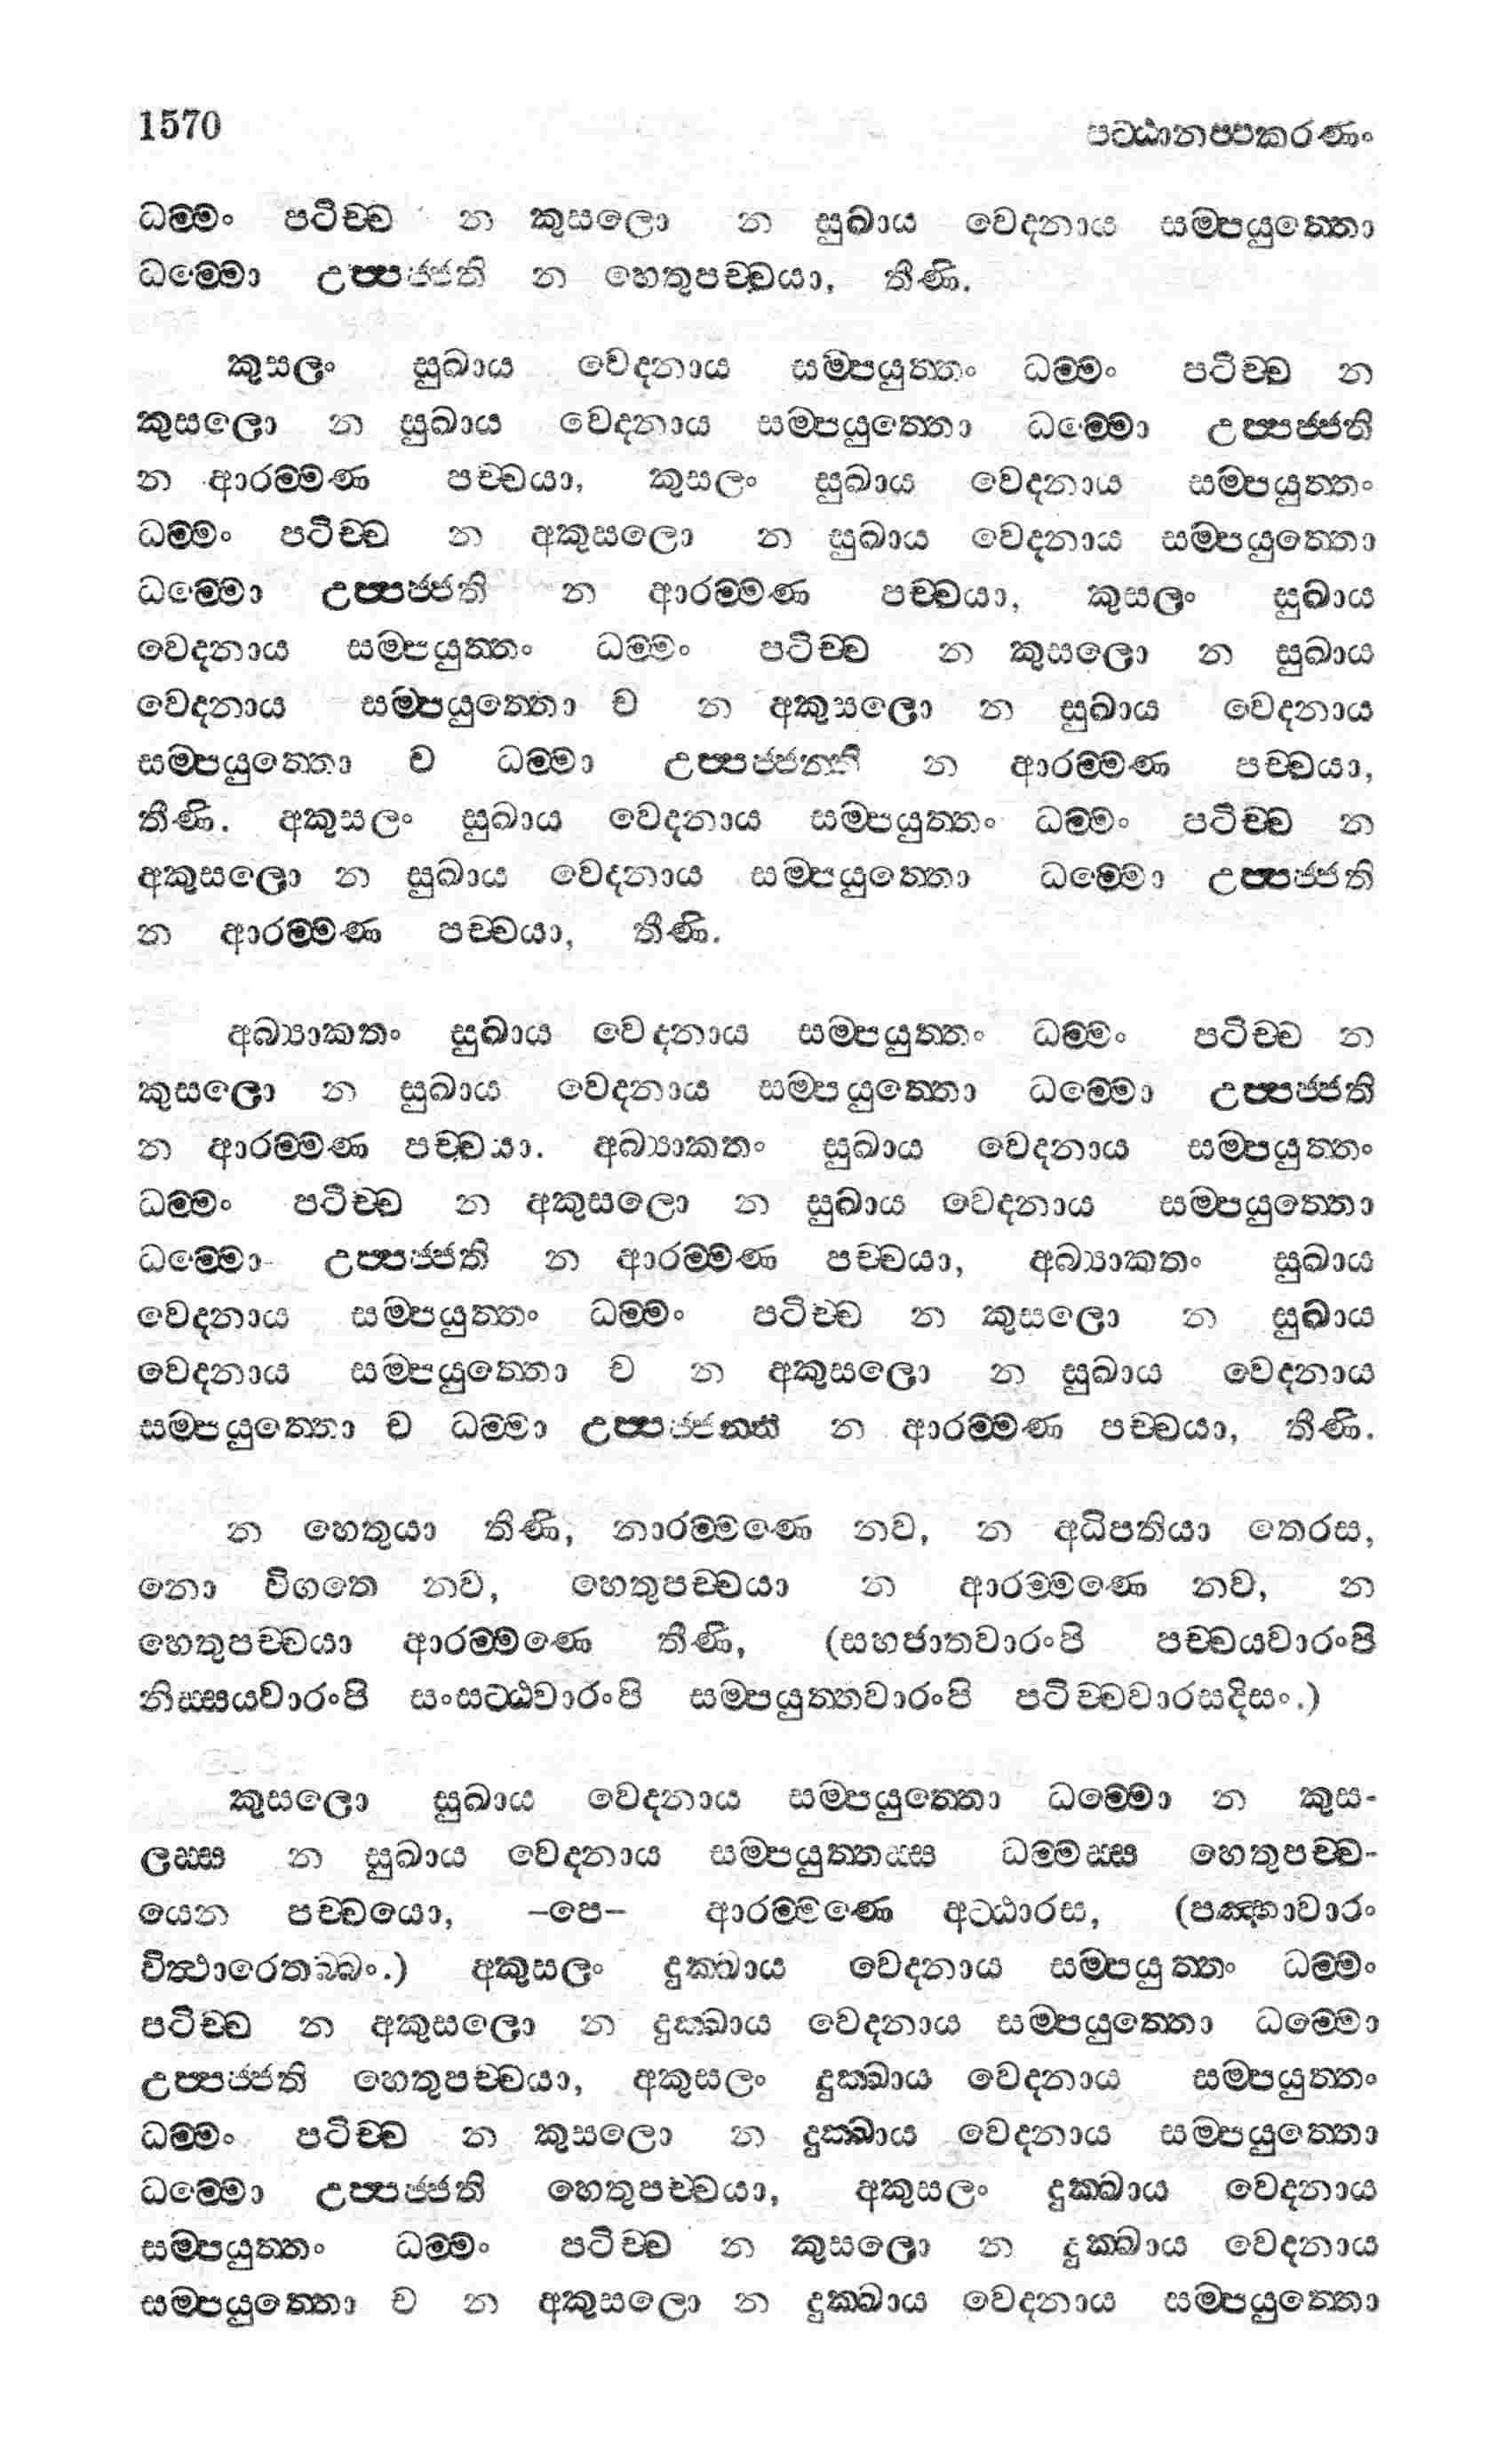 1570
පට්ඨානප්පකරණං
ධම්මං පටිච්ච න කුසලො න සුඛාය වෙදනාය සම්පයුත්තො
ධම්මො උප්පජ්ජති න හෙතුපච්චයා, තීණි.
කුසලං සුඛාය වෙදනාය සම්පයුත්තං ධම්මං පටිච්ච න
කුසලො න සුඛාය වෙදනාය සම්පයුත්තො ධම්මො උප්පජ්ජති
න ආරම්මණ පච්චයා, කුසලං සුඛාය වෙදනාය සම්පයුත්තං
ධම්මං පටිච්ච න අකුසලො න සුඛාය වෙදනාය සම්පයුත්තො
ධම්මො උප්පජ්ජති න ආරම්මණ පච්චයා, කුසලං සුඛාය
වෙදනාය සම්පයුත්තං ධම්මං පටිච්ච න කුසලො න සුඛාය
වෙදනාය සම්පයුත්තො ච න අකුසලො න සුඛාය වෙදනාය
සම්පයුත්තො ච ධම්මා උප්පජ්ජන්ති න ආරම්මණ පච්චයා,
තීණි. අකුසලං සුඛාය වෙදනාය සම්පයුත්තං ධම්මං පටිච්ච න
අකුසලො න සුඛාය වෙදනාය සම්පයුත්තො ධම්මො උප්පජ්ජති
න ආරම්මණ පච්චයා, තීණි.
අබ්‍යාකතං සුඛාය වෙදනාය සම්පයුත්තං ධම්මං පටිච්ච න
කුසලො න සුඛාය වෙදනාය සම්පයුත්තො ධම්මො උප්පජ්ජති
න ආරම්මණ පච්චයා. අබ්‍යාකතං සුඛාය වෙදනාය සම්පයුත්තං
ධම්මං පටිච්ච න අකුසලො න සුඛාය වෙදනාය සම්පයුත්තො
ධම්මො උප්පජ්ජති න ආරම්මණ පච්චයා, අබ්‍යාකතං සුඛාය
වෙදනාය සම්පයුත්තං ධම්මං පටිච්ච න කුසලො න සුඛාය
වෙදනාය සම්පයුත්තො ච න අකුසලො න සුඛාය වෙදනාය
සම්පයුත්තො ච ධම්මා උප්පජ්ජන්ති න ආරම්මණ පච්චයා, තීණි.
න හෙතුයා තිණි, නාරම්මණෙ නව, න අධිපතියා තෙරස,
නො විගතෙ නව, හෙතුපච්චයා න ආරම්මණෙ නව, න
හෙතුපච්චයා ආරම්මණෙ තීණි, (සහජාතවාරංපි පච්චයවාරංපි
නිස්සයවාරංපි සංසට්ඨවාරංපි සම්පයුත්තවාරංපි පටිච්චවාරසදිසං.)
කුසලො සුඛාය වෙදනාය සම්පයුත්තො ධම්මො න කුස-
ලස්ස න සුඛාය වෙදනාය සම්පයුත්තස්ස ධම්මස්ස හෙතුපච්ච-
යෙන පච්චයො, –පෙ– ආරම්මණෙ අට්ඨාරස, (පඤ්හාවාරං
විත්ථාරෙතබ්බං.) අකුසලං දුක්ඛාය වෙදනාය සම්පයුත්තං ධම්මං
පටිච්ච න අකුසලො න දුක්ඛාය වෙදනාය සම්පයුත්තො ධම්මො
උප්පජ්ජති හෙතුපච්චයා, අකුසලං දුක්ඛාය වෙදනාය සම්පයුත්තං
ධම්මං පටිච්ච න කුසලො න දුක්ඛාය වෙදනාය සම්පයුත්තො
ධම්මො උප්පජ්ජති හෙතුපච්චයා, අකුසලං දුක්ඛාය වෙදනාය
සම්පයුත්තං ධම්මං පටිච්ච න කුසලො න දුක්ඛාය වෙදනාය
සම්පයුත්තො ච න අකුසලො න දුක්ඛාය වෙදනාය සම්පයුත්තො